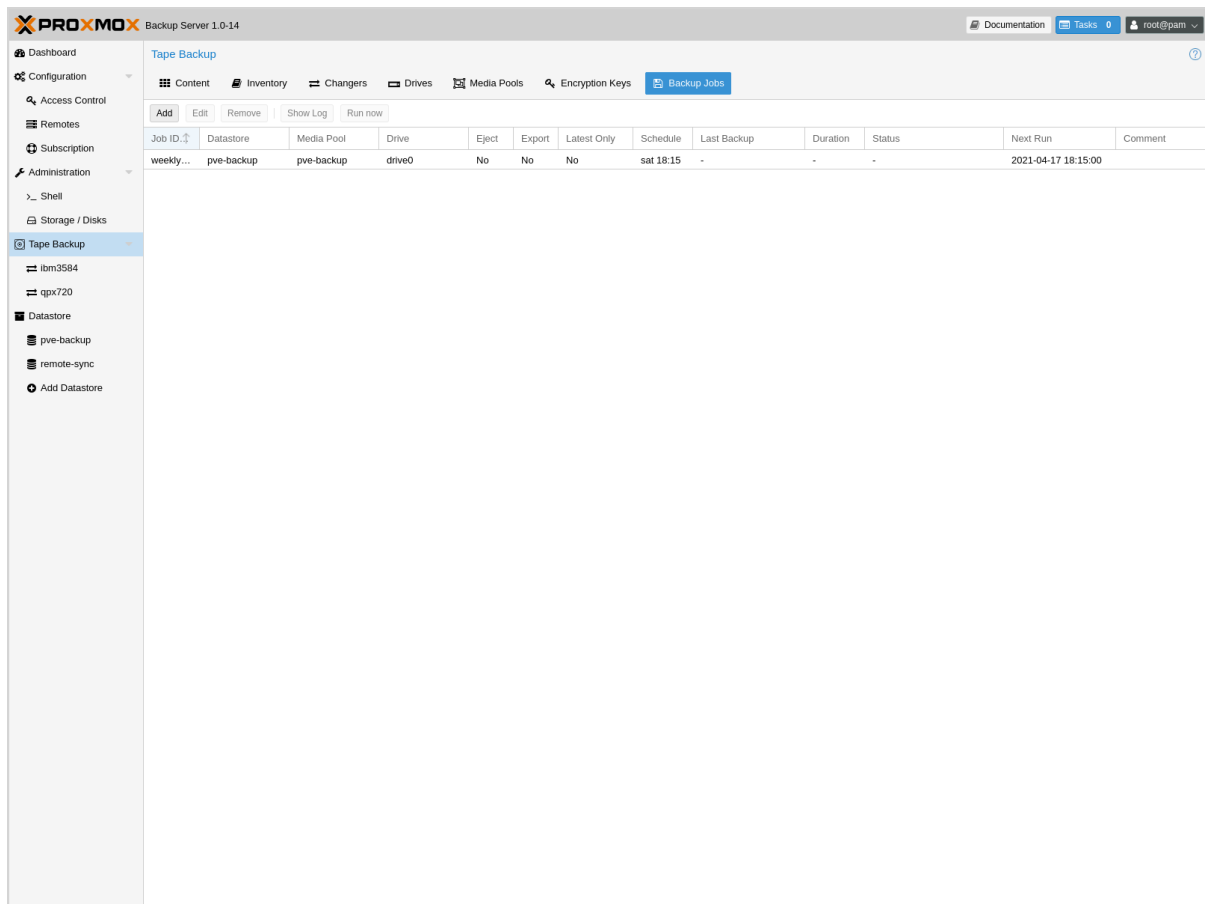 PROXMOX Backup Server 1.0-14 Documentation Tasks 0 root@pam
Dashboard
Configuration
Access Control
Remotes
Subscription
Administration
>_ Shell
Storage / Disks
Tape Backup
ibm3584
qpx720
Datastore
pve-backup
remote-sync
Add Datastore
Tape Backup
Content Inventory Changers Drives Media Pools Encryption Keys Backup Jobs
Add Edit Remove Show Log Run now
Job ID Datastore Media Pool Drive Eject Export Latest Only Schedule Last Backup Duration Status Next Run Comment
weekly... pve-backup pve-backup drive0 No No No sat 18:15 - - - 2021-04-17 18:15:00